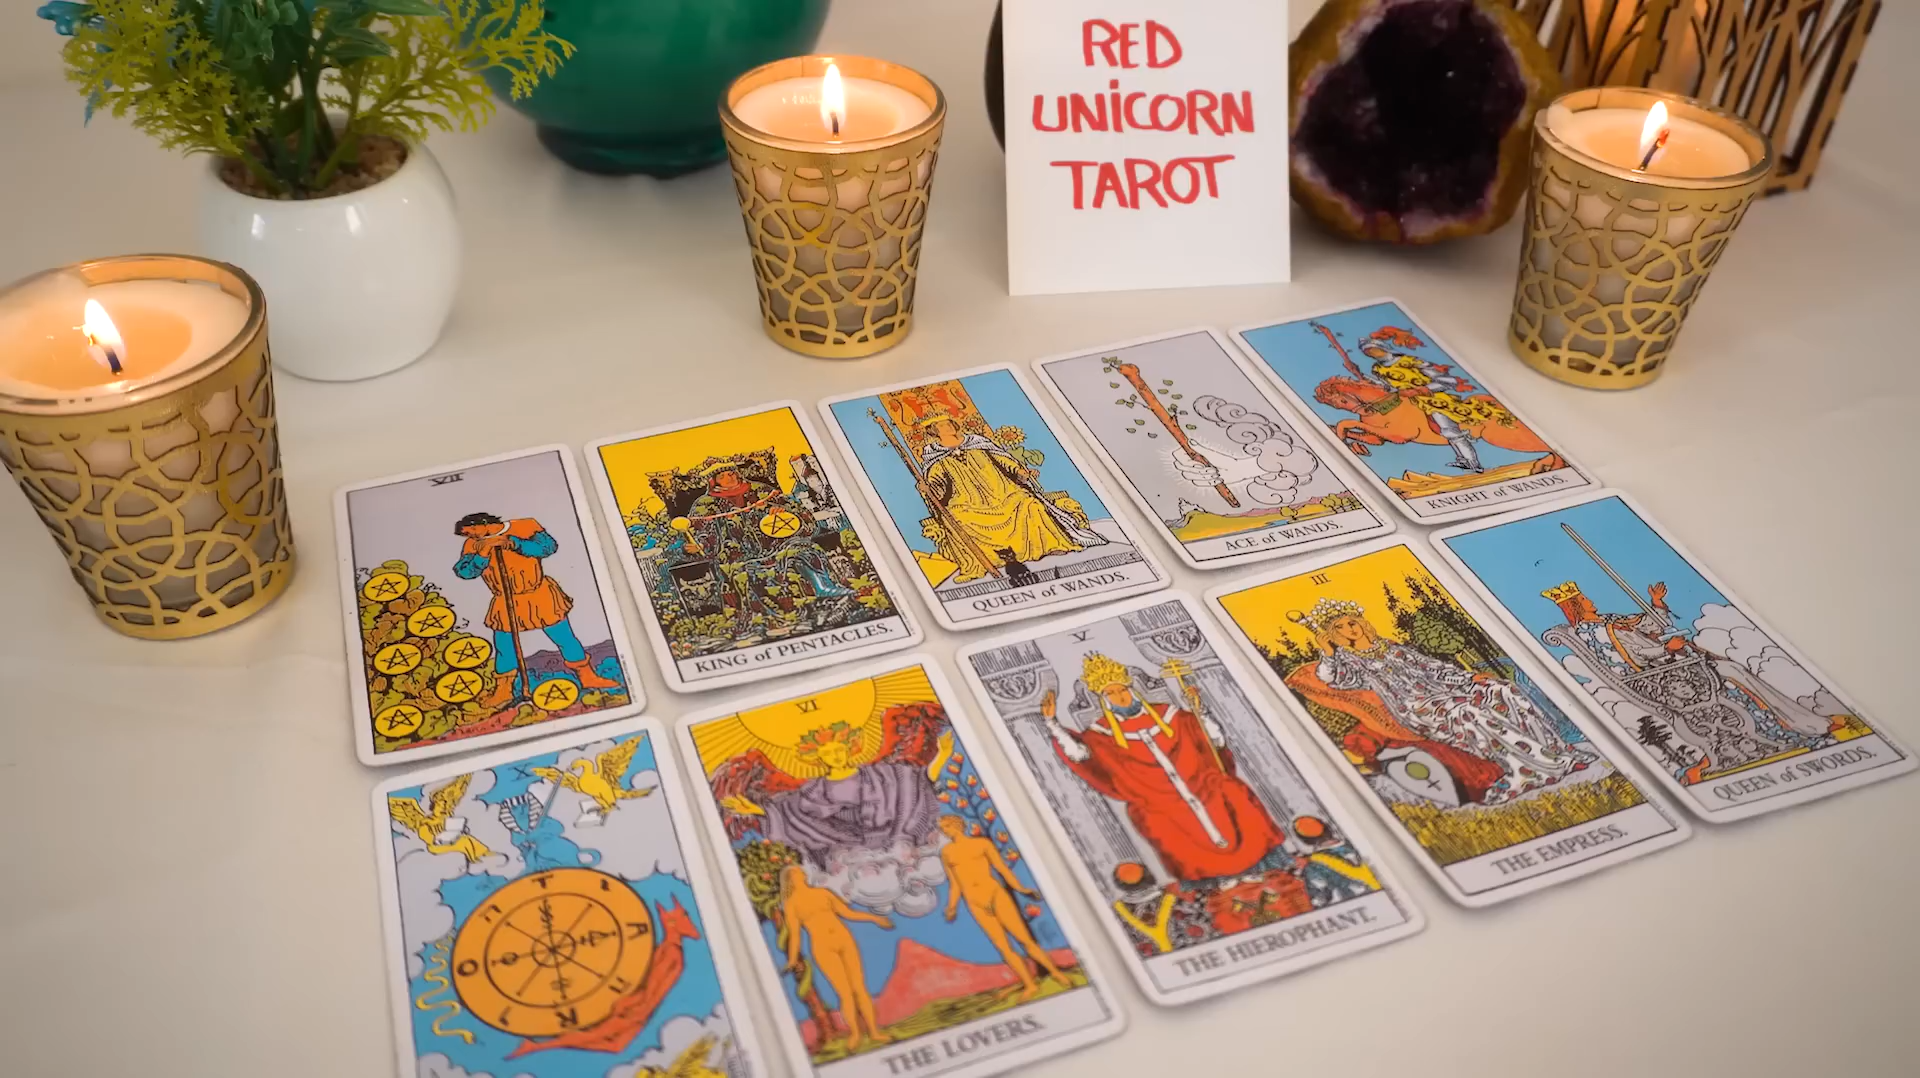 RED
UNICORN
TAROT
VII
KING of PENTACLES.
QUEEN of WANDS.
ACE of WANDS.
KNIGHT of WANDS.
X
TARO
VI
THE LOVERS.
V
THE HIEROPHANT.
III
THE EMPRESS.
QUEEN of SWORDS.